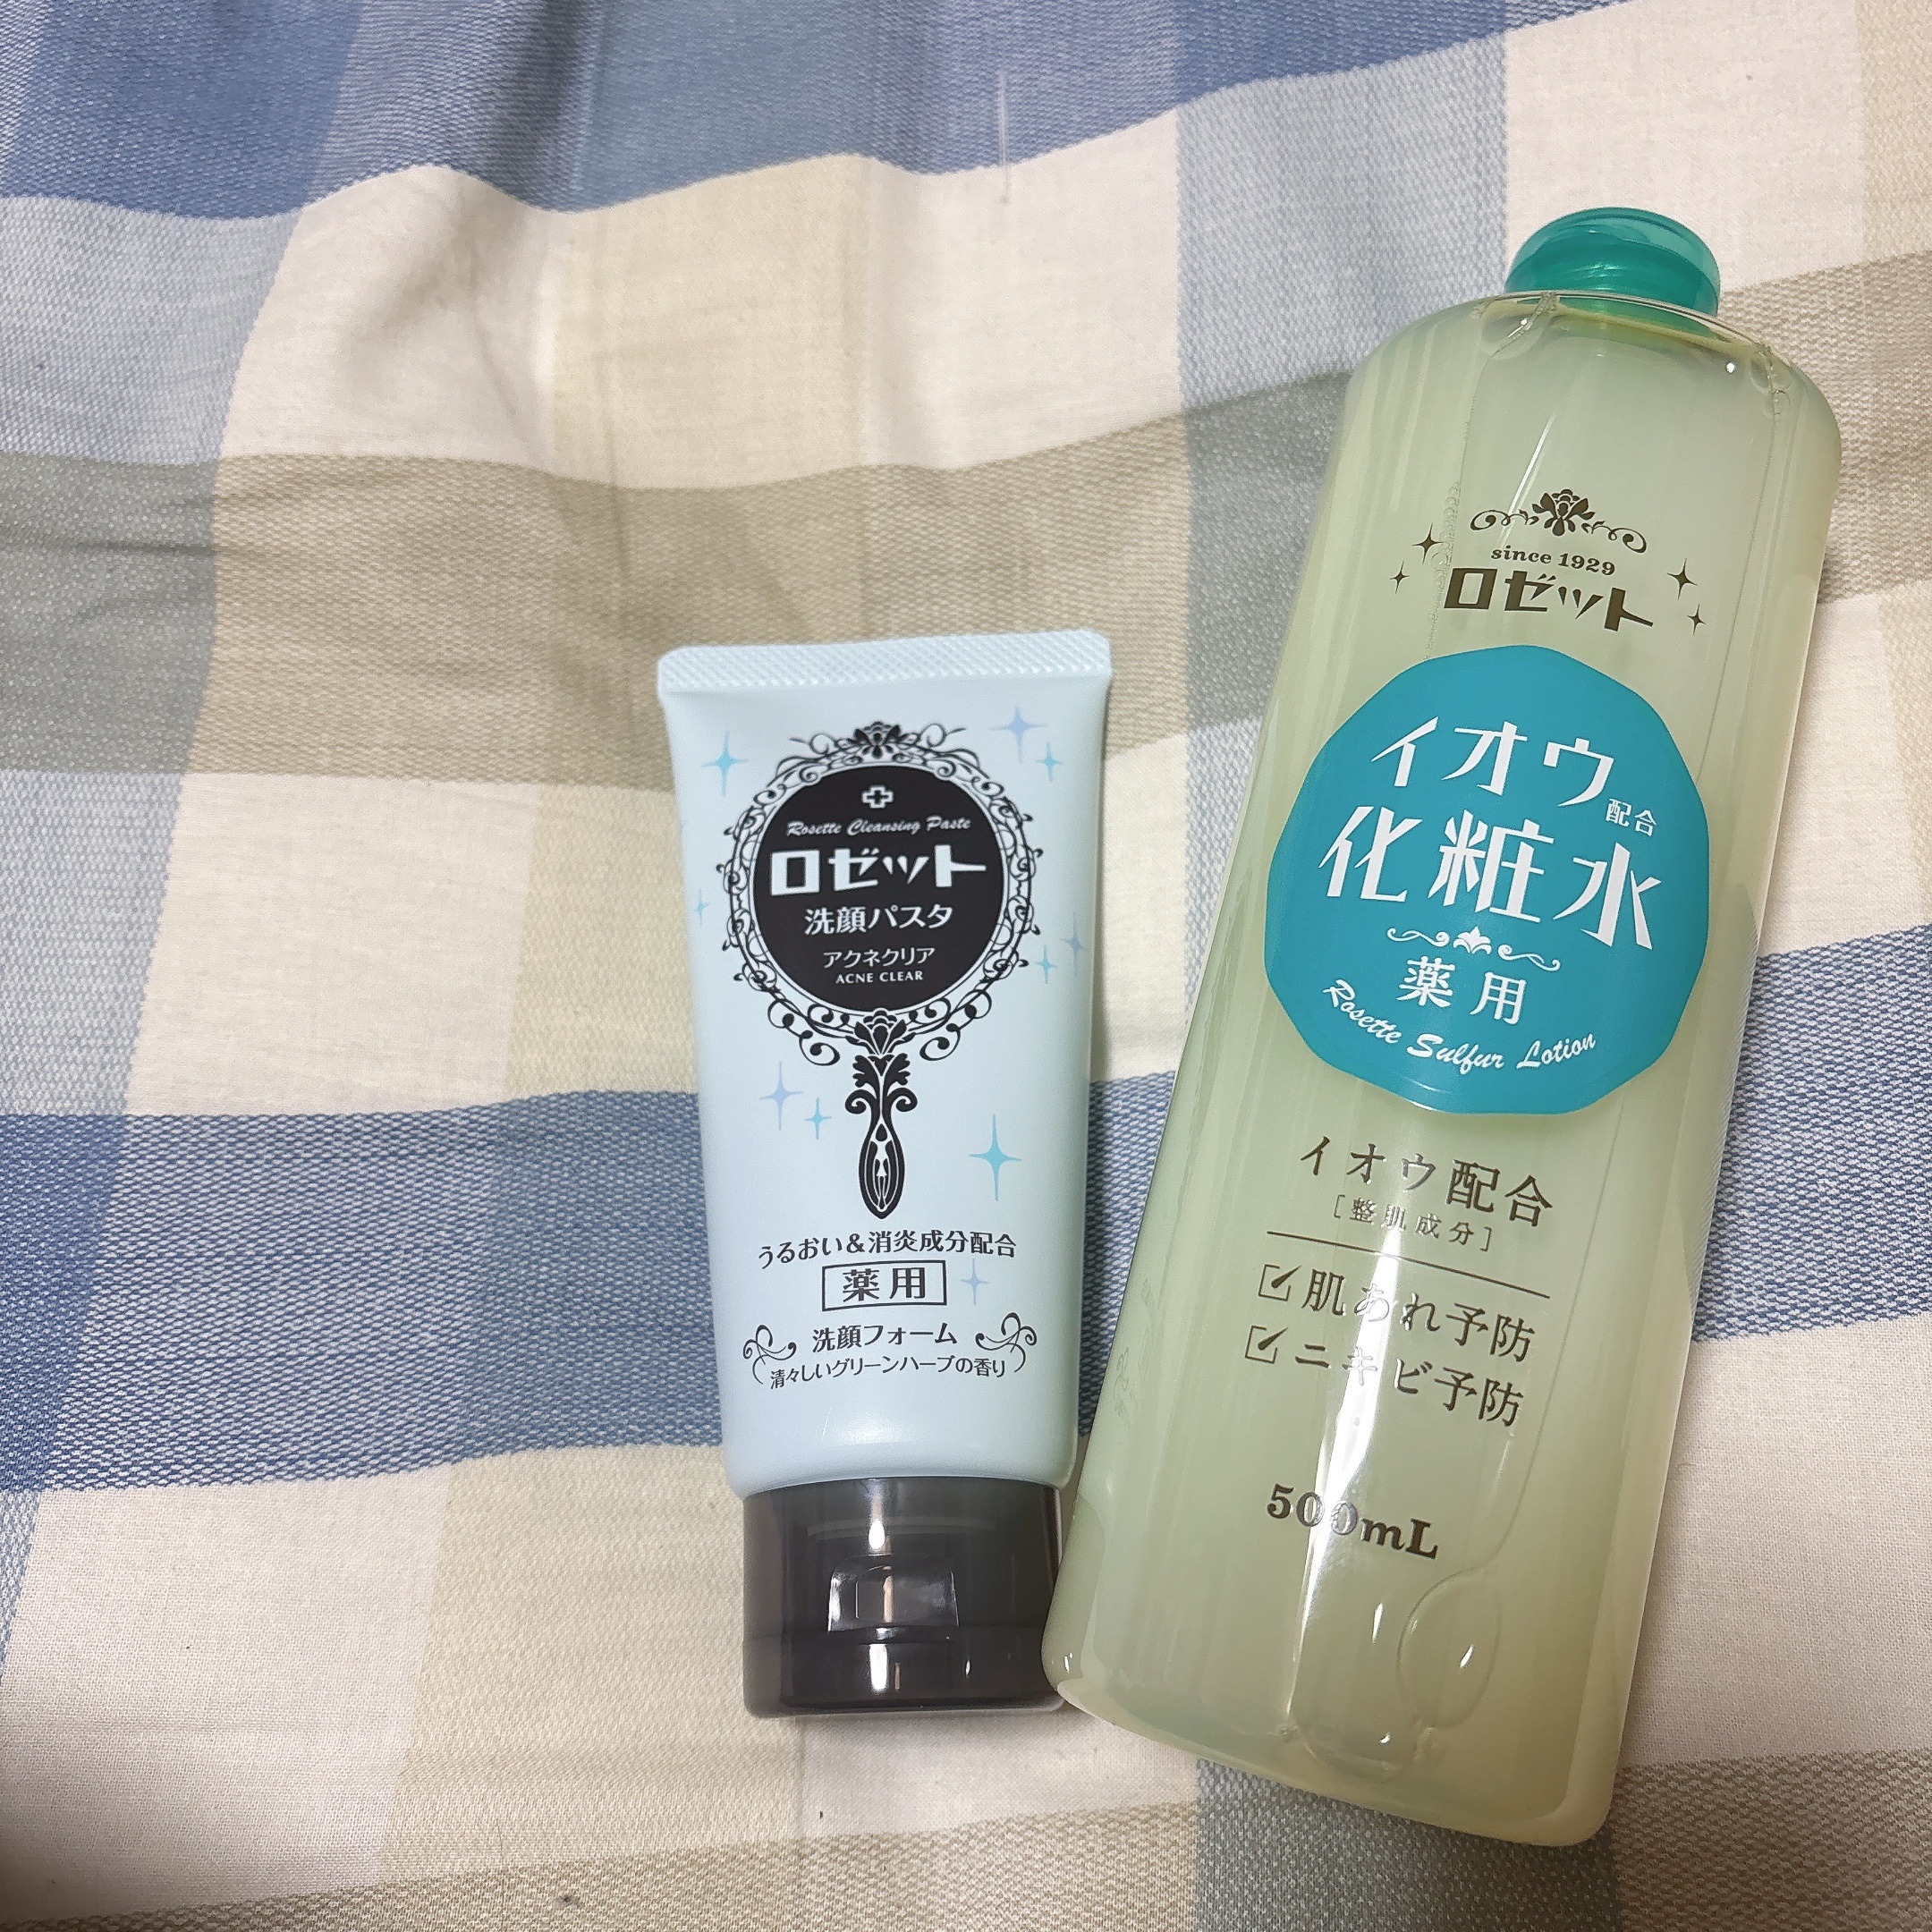 Rosette Cleansing Paste
ロゼット
洗顔パスタ
アクネクリア
ACNE CLEAR
うるおい&消炎成分配合
薬用
洗顔フォーム
清々しいグリーンハーブの香り
since 1929
ロゼット
イオウ配合
化粧水
薬用
Rosette Sulfur Lotion
イオウ配合
[整肌成分]
肌あれ予防
ニキビ予防
500mL